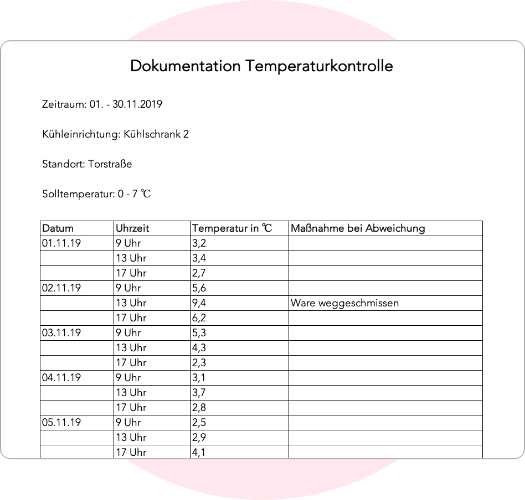 Dokumentation Temperaturkontrolle
Zeitraum: 01. - 30.11.2019
Kühleinrichtung: Kühlschrank 2
Standort: Torstraße
Solltemperatur: 0 - 7 °C
Datum Uhrzeit Temperatur in °C Maßnahme bei Abweichung
01.11.19 9 Uhr 3,2
13 Uhr 3,4
17 Uhr 2,7
02.11.19 9 Uhr 5,6
13 Uhr 9,4 Ware weggeschmissen
17 Uhr 6,2
03.11.19 9 Uhr 5,3
13 Uhr 4,3
17 Uhr 2,3
04.11.19 9 Uhr 3,1
13 Uhr 3,7
17 Uhr 2,8
05.11.19 9 Uhr 2,5
13 Uhr 2,9
17 Uhr 4,1